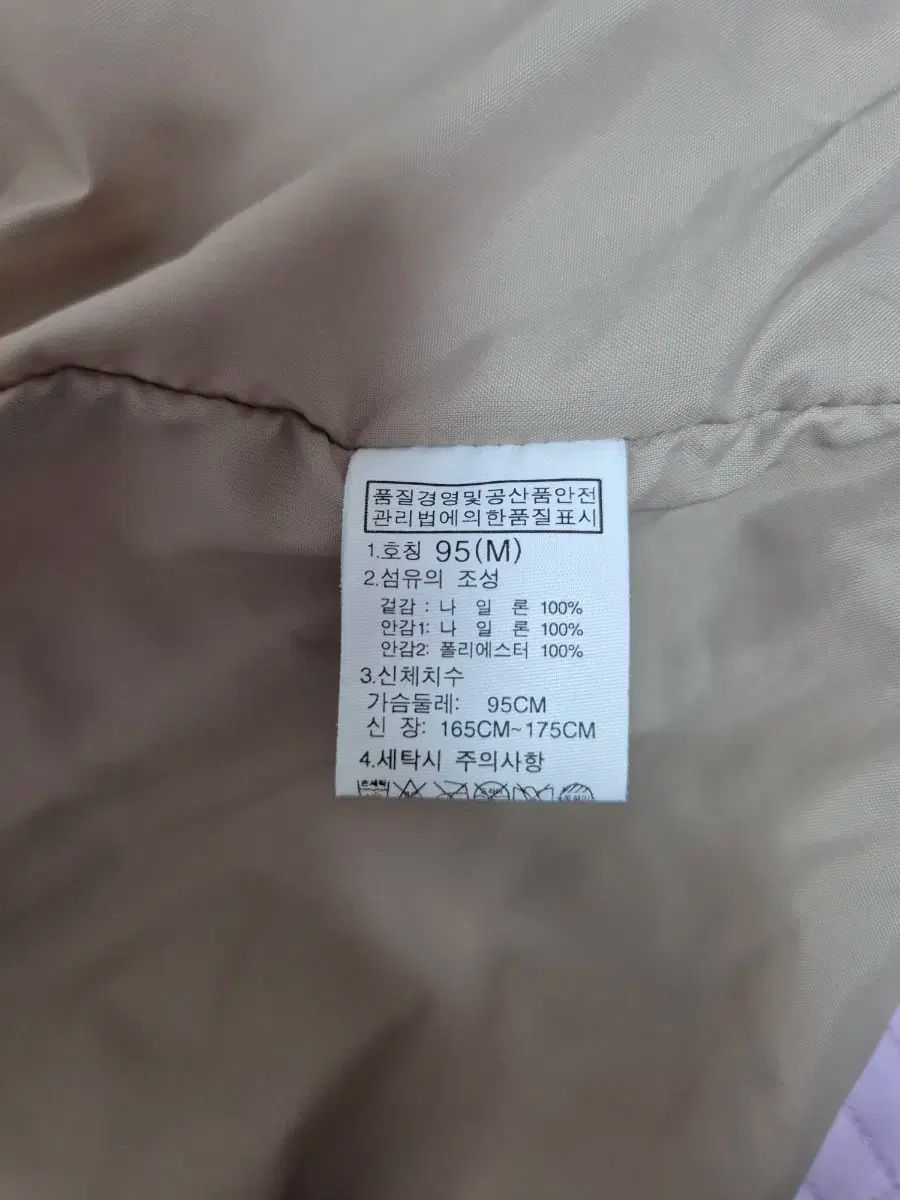 품질경영및공산품안전
관리법에의한품질표시
1.호칭 95(M)
2.섬유의 조성
겉감 : 나 일 론 100%
안감1: 나 일 론 100%
안감2: 폴리에스터 100%
3.신체치수
가슴둘레: 95CM
신 장: 165CM~175CM
4.세탁시 주의사항
손세탁